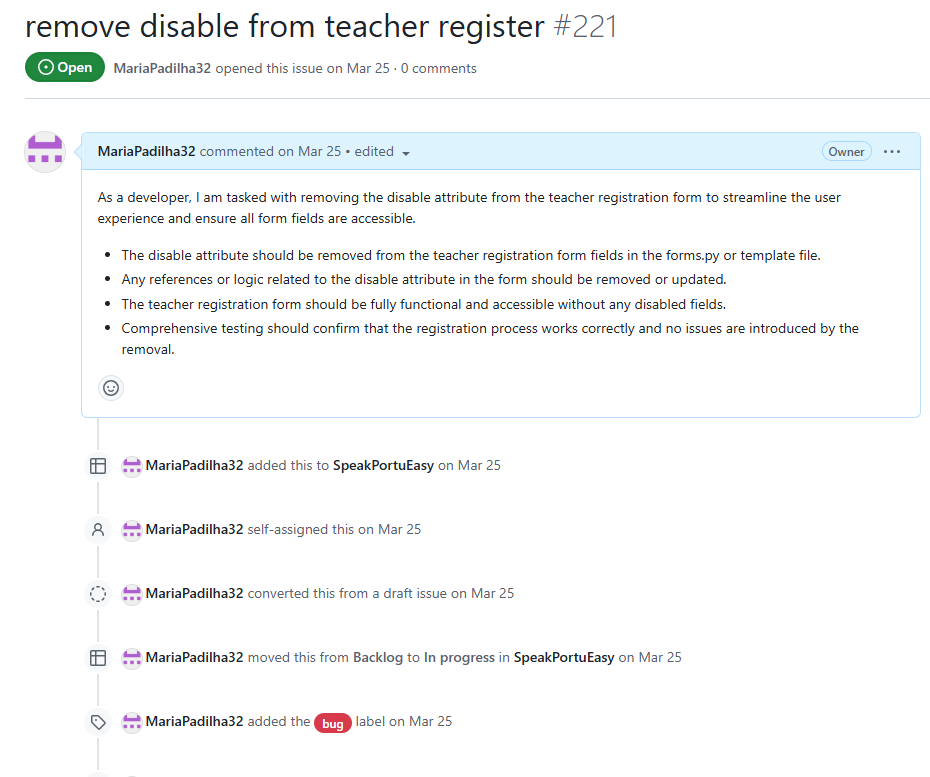 remove disable from teacher register #221
Open MariaPadilha32 opened this issue on Mar 25 · 0 comments
MariaPadilha32 commented on Mar 25 • edited Owner
As a developer, I am tasked with removing the disable attribute from the teacher registration form to streamline the user
experience and ensure all form fields are accessible.
• The disable attribute should be removed from the teacher registration form fields in the forms.py or template file.
• Any references or logic related to the disable attribute in the form should be removed or updated.
• The teacher registration form should be fully functional and accessible without any disabled fields.
• Comprehensive testing should confirm that the registration process works correctly and no issues are introduced by the
removal.
MariaPadilha32 added this to SpeakPortuEasy on Mar 25
MariaPadilha32 self-assigned this on Mar 25
MariaPadilha32 converted this from a draft issue on Mar 25
MariaPadilha32 moved this from Backlog to In progress in SpeakPortuEasy on Mar 25
MariaPadilha32 added the bug label on Mar 25